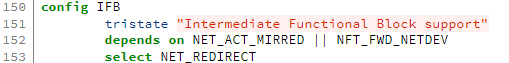 150 config IFB
151 tristate "Intermediate Functional Block support"
152 depends on NET_ACT_MIRRED || NFT_FWD_NETDEV
153 select NET_REDIRECT